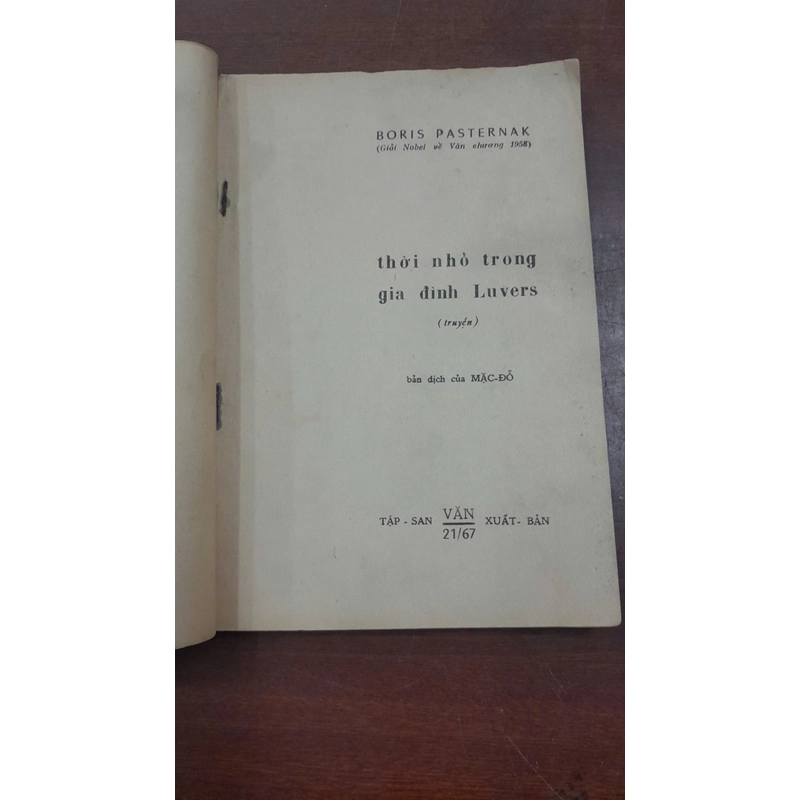 BORIS PASTERNAK
(Giải Nobel về Văn chương 1958)
thời nhỏ trong
gia đình Luvers
(truyện)
bản dịch của MẶC-ĐỖ
TẬP - SAN VĂN XUẤT - BẢN
21/67